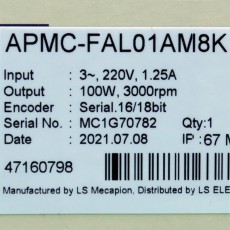 APMC-FAL01AM8K
Input : 3~, 220V, 1.25A
Output : 100W, 3000rpm
Encoder : Serial.16/18bit
Serial No. : MC1G70782 Qty:1
Date : 2021.07.08 IP : 67
47160798
Manufactured by LS Mecapion, Distributed by LS ELE